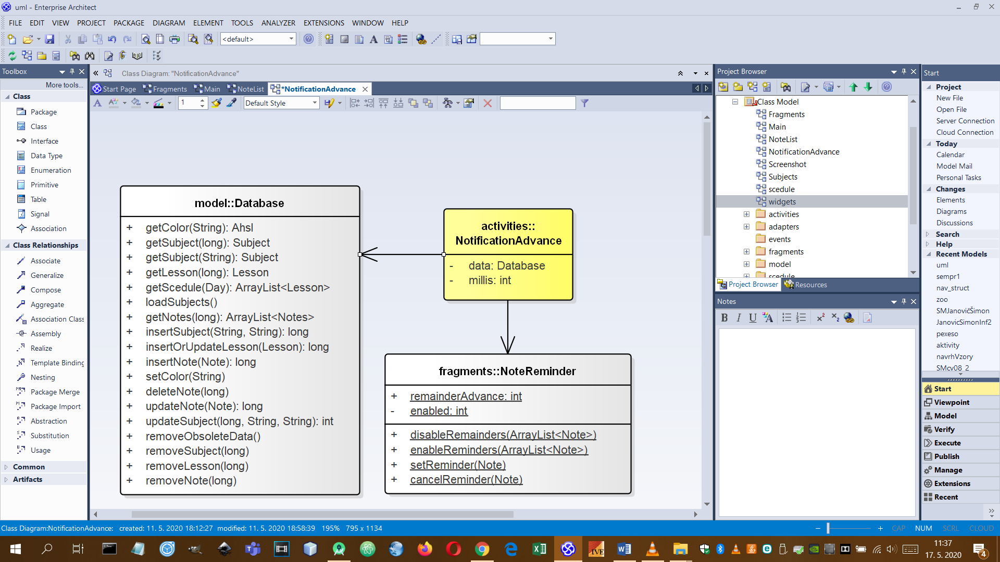 uml - Enterprise Architect
FILE EDIT VIEW PROJECT PACKAGE DIAGRAM ELEMENT TOOLS ANALYZER EXTENSIONS WINDOW HELP
<default>
Toolbox
More tools...
Class
Package
Class
Interface
Data Type
Enumeration
Primitive
Table
Signal
Association
Class Relationships
Associate
Generalize
Compose
Aggregate
Association Class
Assembly
Realize
Template Binding
Nesting
Package Merge
Package Import
Abstraction
Substitution
Usage
Common
Artifacts
Class Diagram: "NotificationAdvance"
Start Page Fragments Main NoteList *NotificationAdvance
1 Default Style
model::Database
+ getColor(String): Ahsl
+ getSubject(long): Subject
+ getSubject(String): Subject
+ getLesson(long): Lesson
+ getScedule(Day): ArrayList<Lesson>
+ loadSubjects()
+ getNotes(long): ArrayList<Notes>
+ insertSubject(String, String): long
+ insertOrUpdateLesson(Lesson): long
+ insertNote(Note): long
+ setColor(String)
+ deleteNote(long)
+ updateNote(Note): long
+ updateSubject(long, String, String): int
+ removeObsoleteData()
+ removeSubject(long)
+ removeLesson(long)
+ removeNote(long)
activities::
NotificationAdvance
- data: Database
- millis: int
fragments::NoteReminder
+ remainderAdvance: int
- enabled: int
+ disableRemainders(ArrayList<Note>)
+ enableReminders(ArrayList<Note>)
+ setReminder(Note)
+ cancelReminder(Note)
Project Browser
Class Model
Fragments
Main
NoteList
NotificationAdvance
Screenshot
Subjects
scedule
widgets
activities
adapters
events
fragments
model
scedule
Project Browser Resources
Notes
B I U A x² x₂
Start
Project
New File
Open File
Server Connection
Cloud Connection
Today
Calendar
Model Mail
Personal Tasks
Changes
Elements
Diagrams
Discussions
Search
Help
Recent Models
uml
sempr1
nav_struct
zoo
SMJanovičŠimon
JanovicSimonInf2
pexeso
aktivity
navrhVzory
SMcv08_2
Start
Viewpoint
Model
Verify
Execute
Publish
Manage
Extensions
Recent
Class Diagram:NotificationAdvance: created: 11. 5. 2020 18:12:27 modified: 11. 5. 2020 18:58:39 195% 795 x 1134
CAP NUM SCRL CLOUD
IVE
11:37
17. 5. 2020
4